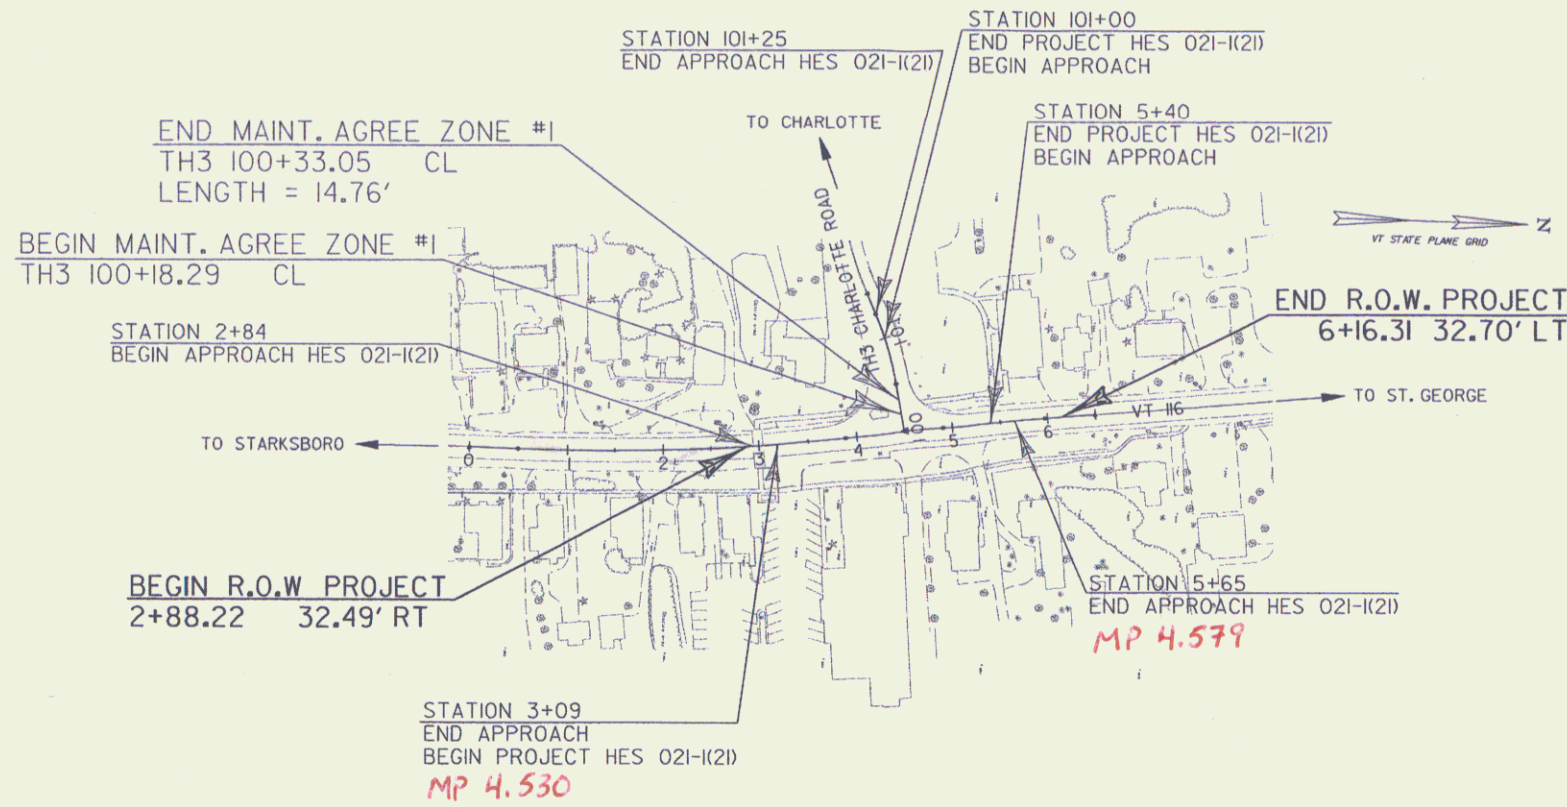 STATION 101+00
END PROJECT HES 021-1(21)
BEGIN APPROACH
STATION 101+25
END APPROACH HES 021-1(21)
TO CHARLOTTE
STATION 5+40
END PROJECT HES 021-1(21)
BEGIN APPROACH
END MAINT. AGREE ZONE #1
TH3 100+33.05 CL
LENGTH = 14.76'
BEGIN MAINT. AGREE ZONE #1
TH3 100+18.29 CL
TH3 CHARLOTTE ROAD
N
VT STATE PLANE GRID
END R.O.W. PROJECT
6+16.31 32.70' LT
STATION 2+84
BEGIN APPROACH HES 021-1(21)
101
TO ST. GEORGE
VT 116
100
TO STARKSBORO
0 1 2 3 4 5 6
BEGIN R.O.W PROJECT
2+88.22 32.49' RT
STATION 5+65
END APPROACH HES 021-1(21)
MP 4.579
STATION 3+09
END APPROACH
BEGIN PROJECT HES 021-1(21)
MP 4.530